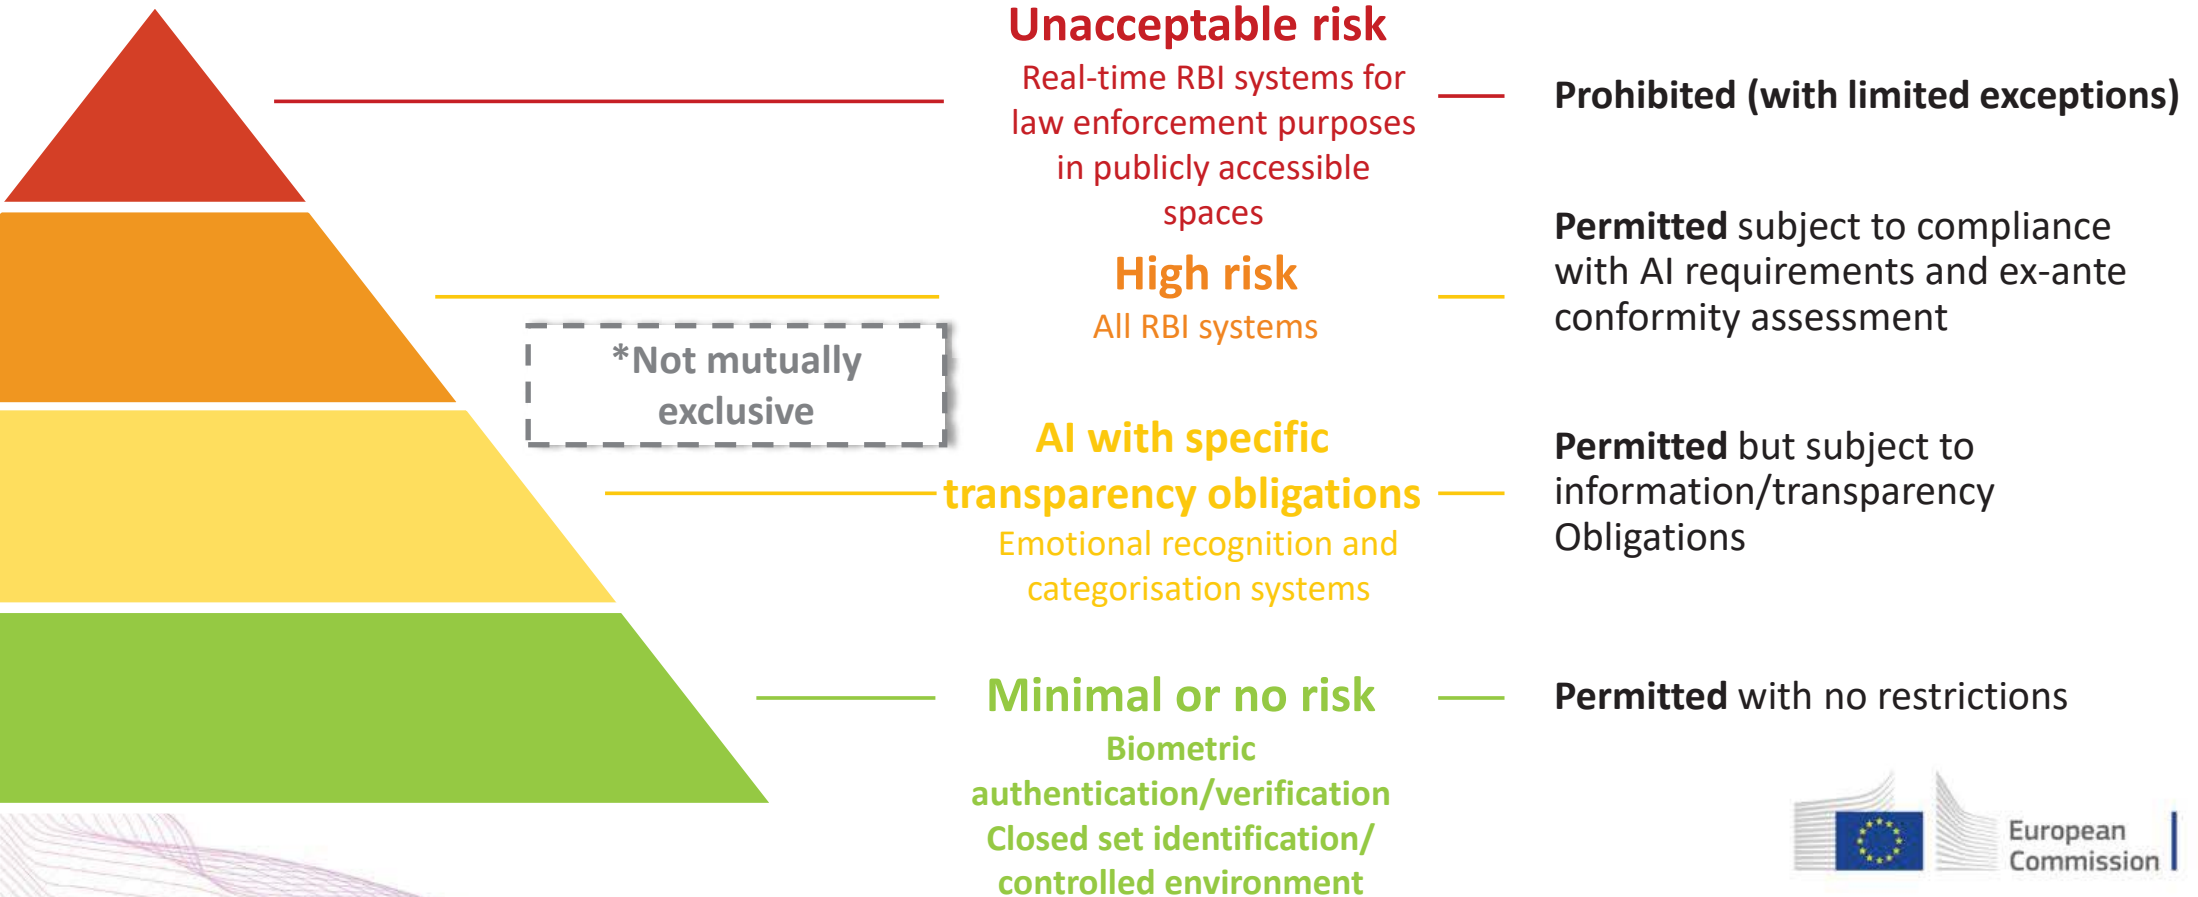 Unacceptable risk
Real-time RBI systems for
law enforcement purposes
in publicly accessible
spaces
Prohibited (with limited exceptions)
High risk
All RBI systems
Permitted subject to compliance
with AI requirements and ex-ante
conformity assessment
*Not mutually
exclusive
AI with specific
transparency obligations
Emotional recognition and
categorisation systems
Permitted but subject to
information/transparency
Obligations
Minimal or no risk
Biometric
authentication/verification
Closed set identification/
controlled environment
Permitted with no restrictions
European
Commission